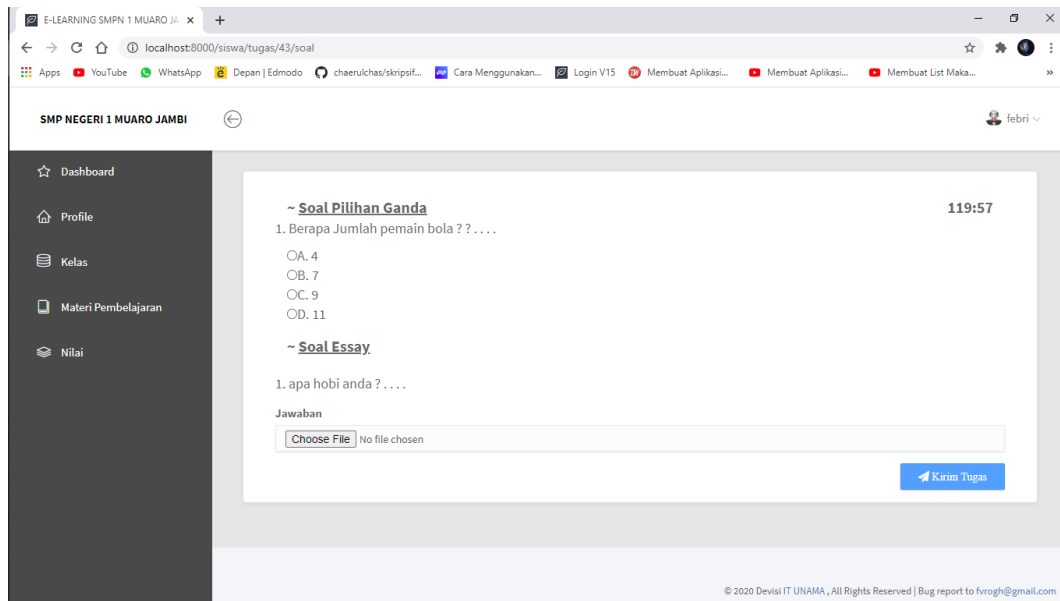 E-LEARNING SMPN 1 MUARO JA
localhost:8000/siswa/tugas/43/soal
Apps YouTube WhatsApp Depan | Edmodo chaerulchas/skripsif... Cara Menggunakan... Login V15 Membuat Aplikasi... Membuat Aplikasi... Membuat List Maka... »
SMP NEGERI 1 MUARO JAMBI
febri
Dashboard
Profile
Kelas
Materi Pembelajaran
Nilai
~ Soal Pilihan Ganda
119:57
1. Berapa Jumlah pemain bola ? ? . . . .
A. 4
B. 7
C. 9
D. 11
~ Soal Essay
1. apa hobi anda ? . . . .
Jawaban
Choose File No file chosen
Kirim Tugas
© 2020 Devisi IT UNAMA , All Rights Reserved | Bug report to fvrogh@gmail.com